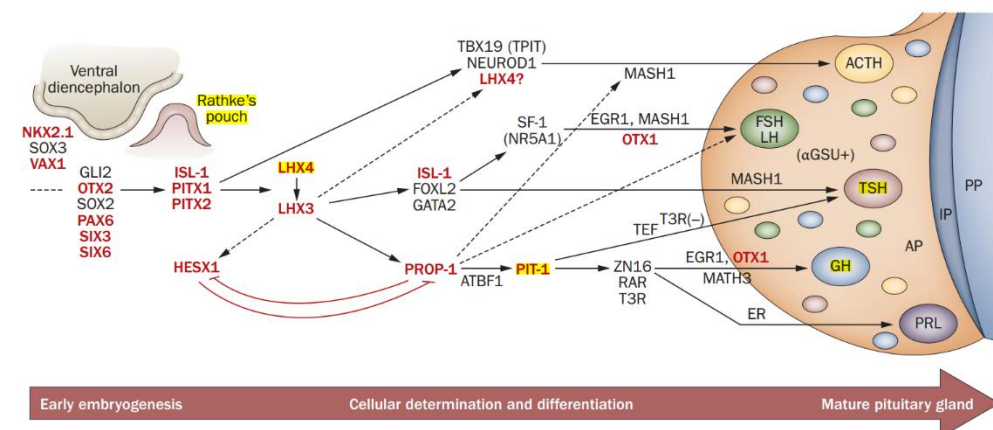 Ventral
diencephalon
Rathke's
pouch
NKX2.1
SOX3
VAX1
GLI2
OTX2
SOX2
PAX6
SIX3
SIX6
ISL-1
PITX1
PITX2
HESX1
LHX4
LHX3
TBX19 (TPIT)
NEUROD1
LHX4?
ISL-1
FOXL2
GATA2
SF-1
(NR5A1)
PROP-1
ATBF1
PIT-1
ZN16
RAR
T3R
MASH1
EGR1, MASH1
OTX1
MASH1
T3R(–)
TEF
EGR1, OTX1
MATH3
ER
ACTH
FSH
LH
(αGSU+)
TSH
GH
PRL
AP
IP
PP
Early embryogenesis
Cellular determination and differentiation
Mature pituitary gland